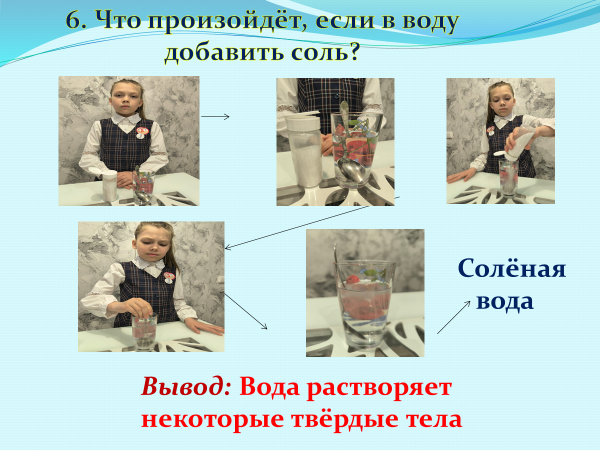 6. Что произойдёт, если в воду
добавить соль?
Солёная
вода
Вывод: Вода растворяет
некоторые твёрдые тела